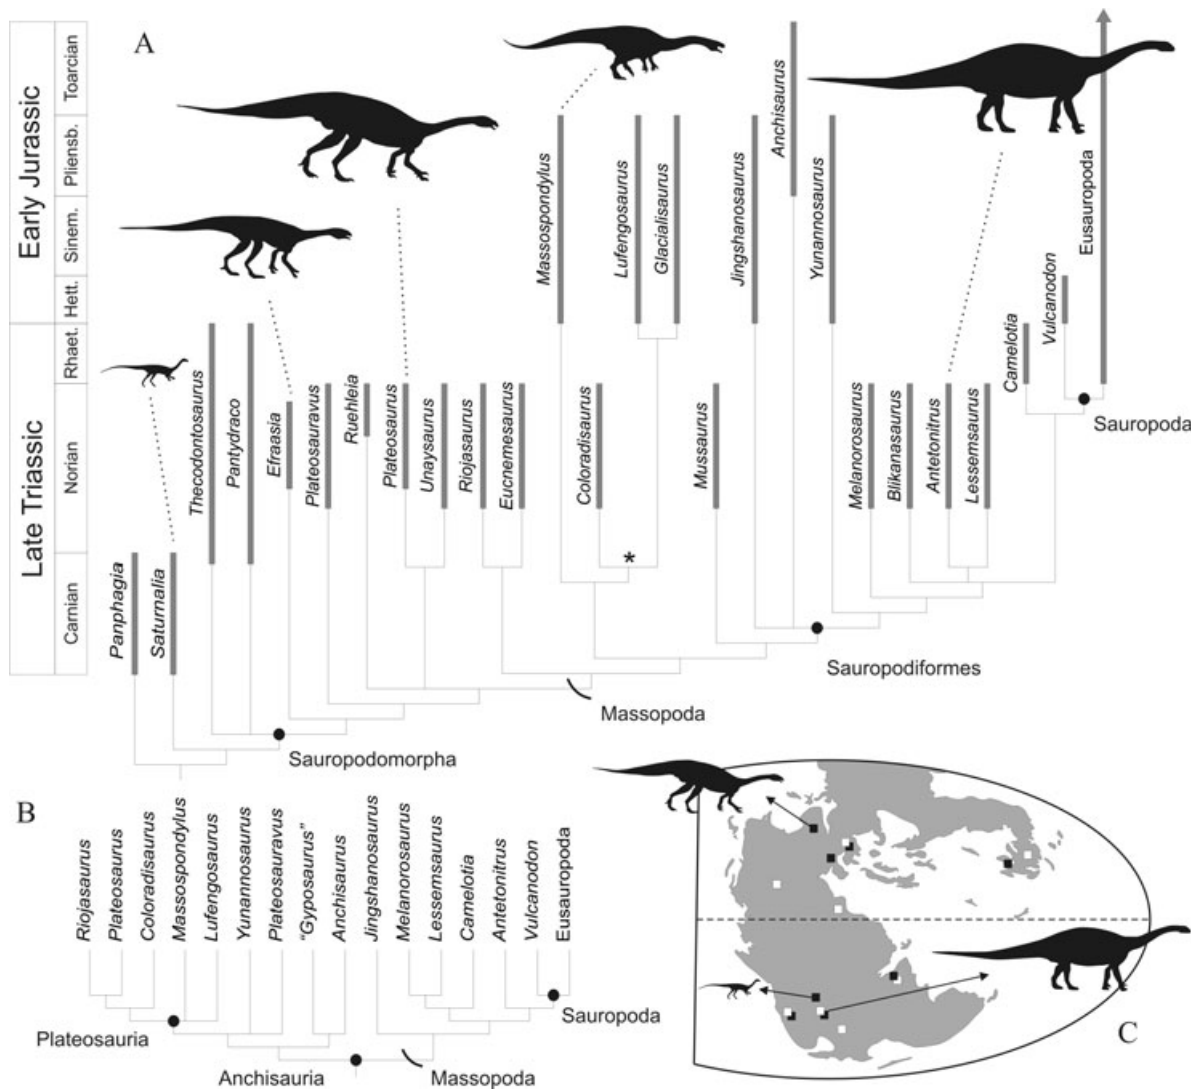 A
Early Jurassic
Late Triassic
Toarcian
Pliensb.
Sinem.
Hett.
Rhaet.
Norian
Carnian
Panphagia
Saturnalia
Thecodontosaurus
Pantydraco
Efraasia
Plateosauravus
Ruehleia
Plateosaurus
Unaysaurus
Riojasaurus
Eucnemesaurus
Massospondylus
Coloradisaurus
*
Lufengosaurus
Glacialisaurus
Mussaurus
Jingshanosaurus
Anchisaurus
Yunannosaurus
Melanorosaurus
Blikanasaurus
Antetonitrus
Lessemsaurus
Camelotia
Vulcanodon
Eusauropoda
Sauropoda
Sauropodiformes
Massopoda
Sauropodomorpha
B
Riojasaurus
Plateosaurus
Coloradisaurus
Massospondylus
Lufengosaurus
Yunannosaurus
Plateosauravus
"Gyposaurus"
Anchisaurus
Jingshanosaurus
Melanorosaurus
Lessemsaurus
Camelotia
Antetonitrus
Vulcanodon
Eusauropoda
Sauropoda
Plateosauria
Anchisauria
Massopoda
C